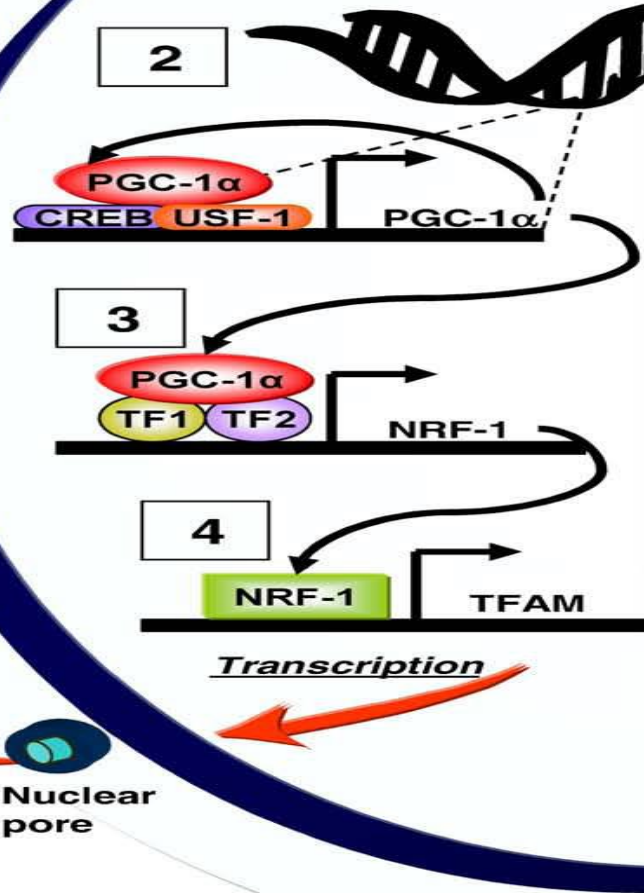 2
PGC-1α
CREB USF-1
PGC-1α
3
PGC-1α
TF1 TF2
NRF-1
4
NRF-1
TFAM
Transcription
Nuclear
pore